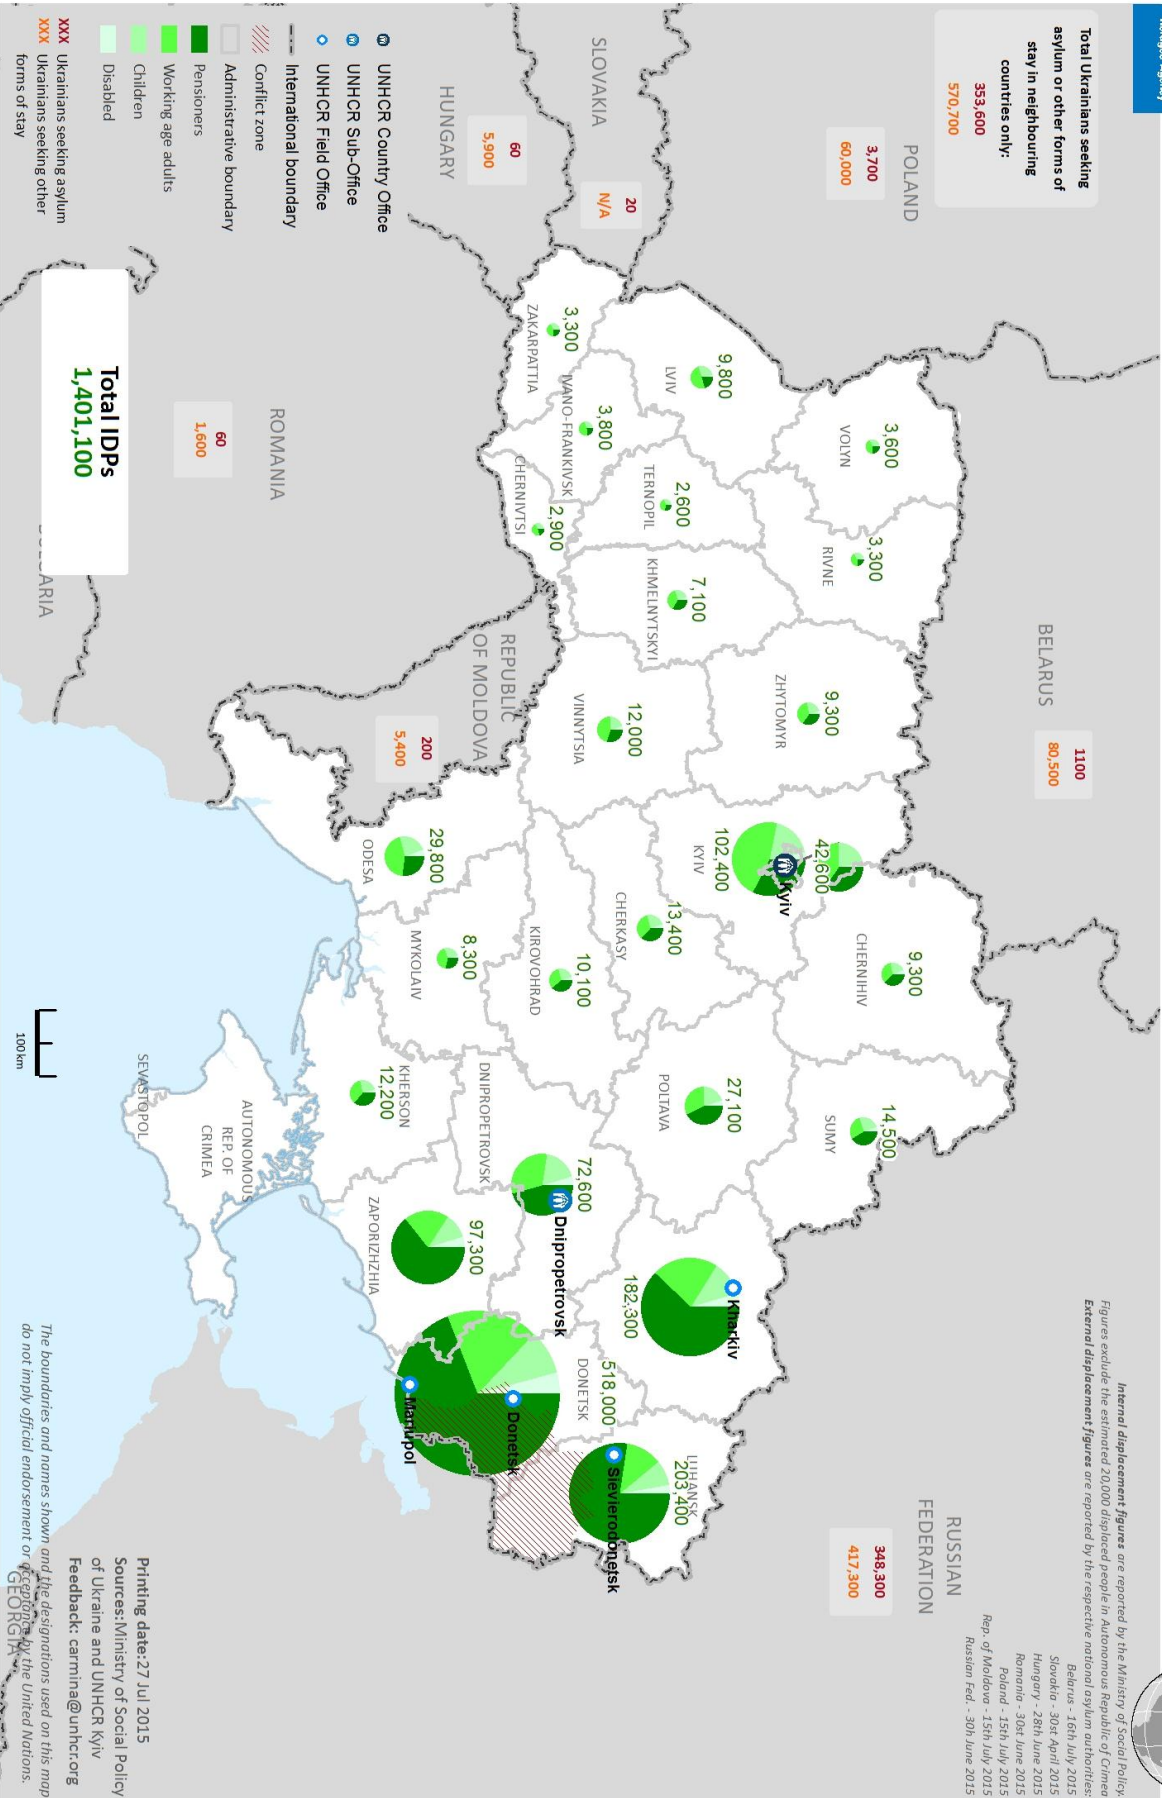 Total Ukrainians seeking
asylum or other forms of
stay in neighbouring
countries only:
353,600
570,700
POLAND
3,700
60,000
SLOVAKIA
20
N/A
HUNGARY
60
5,900
BELARUS
1100
80,500
ROMANIA
60
1,600
REPUBLIC
OF MOLDOVA
200
5,400
RUSSIAN
FEDERATION
348,300
417,300
GEORGIA
Internal displacement figures are reported by the Ministry of Social Policy.
Figures exclude the estimated 20,000 displaced people in Autonomous Republic of Crimea
External displacement figures are reported by the respective national asylum authorities:
Belarus - 16th July 2015
Slovakia - 30st April 2015
Hungary - 28th June 2015
Romania - 30st June 2015
Poland - 15th July 2015
Rep. of Moldova - 15th July 2015
Russian Fed. - 30h June 2015
3,600
VOLYN
3,300
RIVNE
9,800
LVIV
3,300
ZAKARPATTIA
3,800
IVANO-FRANKIVSK
2,600
TERNOPIL
2,900
CHERNIVTSI
7,100
KHMELNYTSKYI
9,300
ZHYTOMYR
12,000
VINNYTSIA
42,600
Kyiv
102,400
KYIV
9,300
CHERNIHIV
13,400
CHERKASY
10,100
KIROVOHRAD
29,800
ODESA
8,300
MYKOLAIV
14,500
SUMY
27,100
POLTAVA
72,600
Dnipropetrovsk
DNIPROPETROVSK
KHERSON
12,200
97,300
ZAPORIZHZHIA
Kharkiv
182,300
518,000
DONETSK
Donetsk
Mariupol
LUHANSK
203,400
Sievierodonetsk
AUTONOMOUS
REP. OF
CRIMEA
SEVASTOPOL
UNHCR Country Office
UNHCR Sub-Office
UNHCR Field Office
International boundary
Conflict zone
Administrative boundary
Pensioners
Working age adults
Children
Disabled
XXX Ukrainians seeking asylum
XXX Ukrainians seeking other
forms of stay
Total IDPs
1,401,100
100 km
Printing date:27 Jul 2015
Sources:Ministry of Social Policy
of Ukraine and UNHCR Kyiv
Feedback: carmina@unhcr.org
The boundaries and names shown and the designations used on this map
do not imply official endorsement or acceptance by the United Nations.